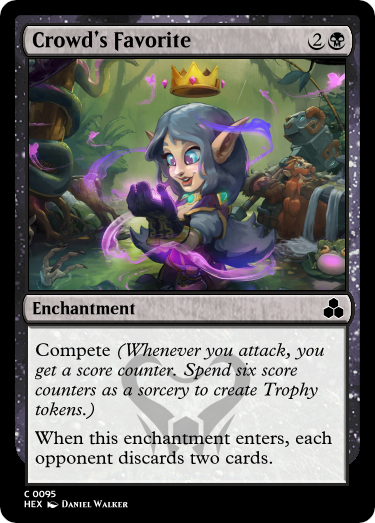 Crowd's Favorite 2
Enchantment
Compete (Whenever you attack, you
get a score counter. Spend six score
counters as a sorcery to create Trophy
tokens.)
When this enchantment enters, each
opponent discards two cards.
C 0095
HEX Daniel Walker